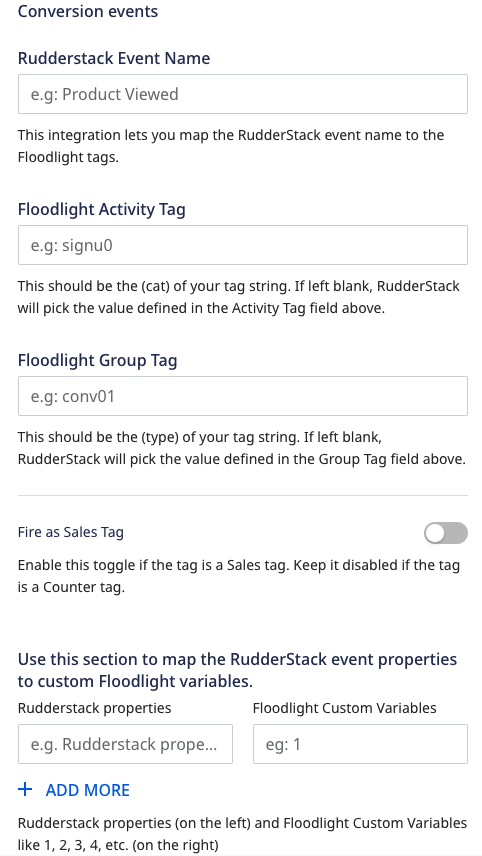 Conversion events
Rudderstack Event Name
e.g: Product Viewed
This integration lets you map the RudderStack event name to the
Floodlight tags.
Floodlight Activity Tag
e.g: signu0
This should be the (cat) of your tag string. If left blank, RudderStack
will pick the value defined in the Activity Tag field above.
Floodlight Group Tag
e.g: conv01
This should be the (type) of your tag string. If left blank,
RudderStack will pick the value defined in the Group Tag field above.
Fire as Sales Tag
Enable this toggle if the tag is a Sales tag. Keep it disabled if the tag
is a Counter tag.
Use this section to map the RudderStack event properties
to custom Floodlight variables.
Rudderstack properties
Floodlight Custom Variables
e.g. Rudderstack prope...
eg: 1
+ ADD MORE
Rudderstack properties (on the left) and Floodlight Custom Variables
like 1, 2, 3, 4, etc. (on the right)